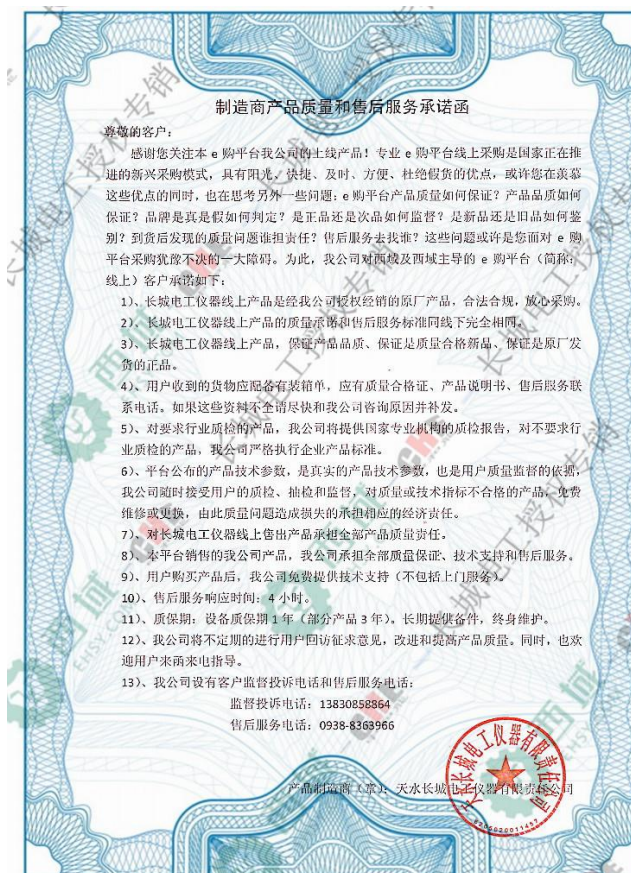 制造商产品质量和售后服务承诺函
尊敬的客户：
感谢您关注本 e 购平台我公司的上线产品！专业 e 购平台线上采购是国家正在推
进的新兴采购模式，具有阳光、快捷、及时、方便、杜绝假货的优点，或许您在羡慕
这些优点的同时，也在思考另外一些问题：e 购平台产品质量如何保证？产品品质如何
保证？品牌是真是假如何判定？是正品还是次品如何监督？是新品还是旧品如何鉴
别？到货后发现的质量问题谁担责任？售后服务去找谁？这些问题或许是您面对 e 购
平台采购犹豫不决的一大障碍。为此，我公司对西域及西域主导的 e 购平台（简称：
线上）客户承诺如下：
1）、长城电工仪器线上产品是经我公司授权经销的原厂产品，合法合规，放心采购。
2）、长城电工仪器线上产品的质量承诺和售后服务标准同线下完全相同。
3）、长城电工仪器线上产品，保证产品品质、保证是质量合格新品、保证是原厂发
货的正品。
4）、用户收到的货物应配备有装箱单，应有质量合格证、产品说明书、售后服务联
系电话。如果这些资料不全请尽快和我公司咨询原因并补发。
5）、对要求行业质检的产品，我公司将提供国家专业机构的质检报告，对不要求行
业质检的产品，我公司严格执行企业产品标准。
6）、平台公布的产品技术参数，是真实的产品技术参数，也是用户质量监督的依据，
我公司随时接受用户的质检、抽检和监督，对质量或技术指标不合格的产品，免费
维修或更换，由此质量问题造成损失的承担相应的经济责任。
7）、对长城电工仪器线上售出产品承担全部产品质量责任。
8）、本平台销售的我公司产品，我公司承担全部质量保证、技术支持和售后服务。
9）、用户购买产品后，我公司免费提供技术支持（不包括上门服务）。
10）、售后服务响应时间：4 小时。
11）、质保期：设备质保期 1 年（部分产品 3 年）。长期提供备件，终身维护。
12）、我公司将不定期的进行用户回访征求意见，改进和提高产品质量。同时，也欢
迎用户来函来电指导。
13）、我公司设有客户监督投诉电话和售后服务电话：
监督投诉电话：13830858864
售后服务电话：0938-8363966
产品制造商（章）：天水长城电工仪器有限责任公司
天水长城电工仪器有限责任公司
6205020011457
西域
EHSY.COM
长城电工授权专销